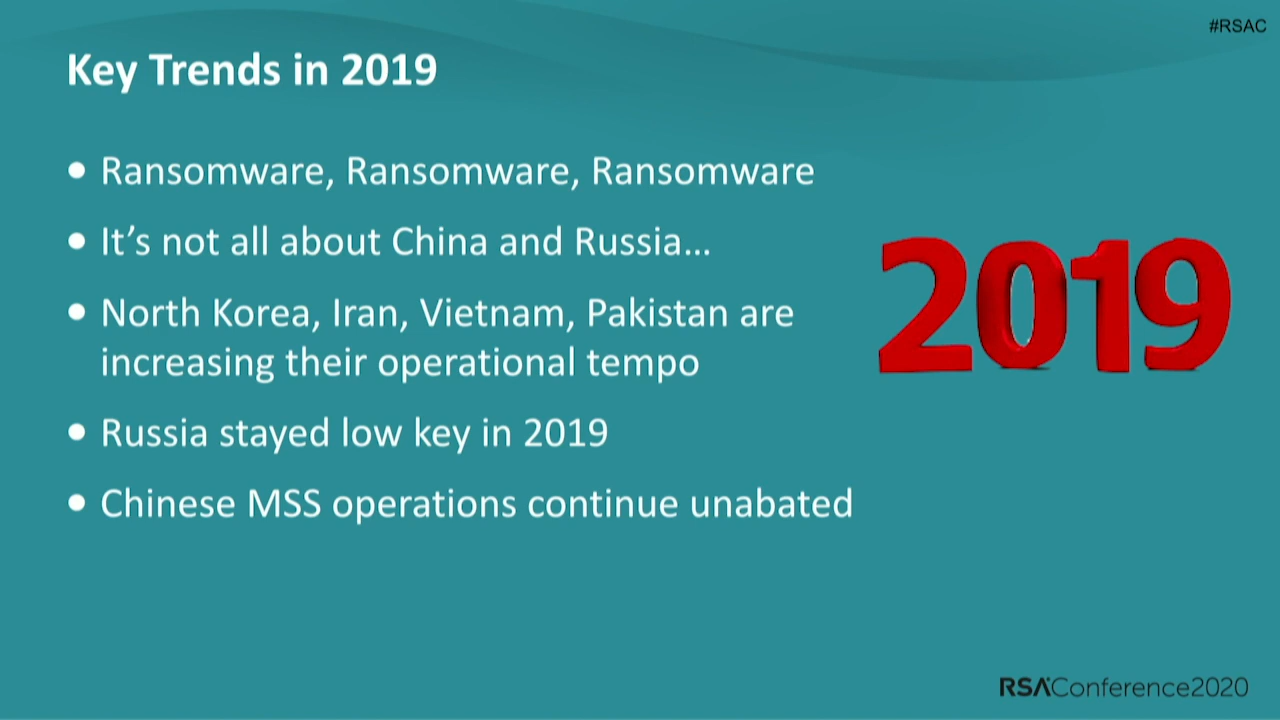 #RSAC
Key Trends in 2019
• Ransomware, Ransomware, Ransomware
• It’s not all about China and Russia…
• North Korea, Iran, Vietnam, Pakistan are
increasing their operational tempo
• Russia stayed low key in 2019
• Chinese MSS operations continue unabated
2019
RSAConference2020